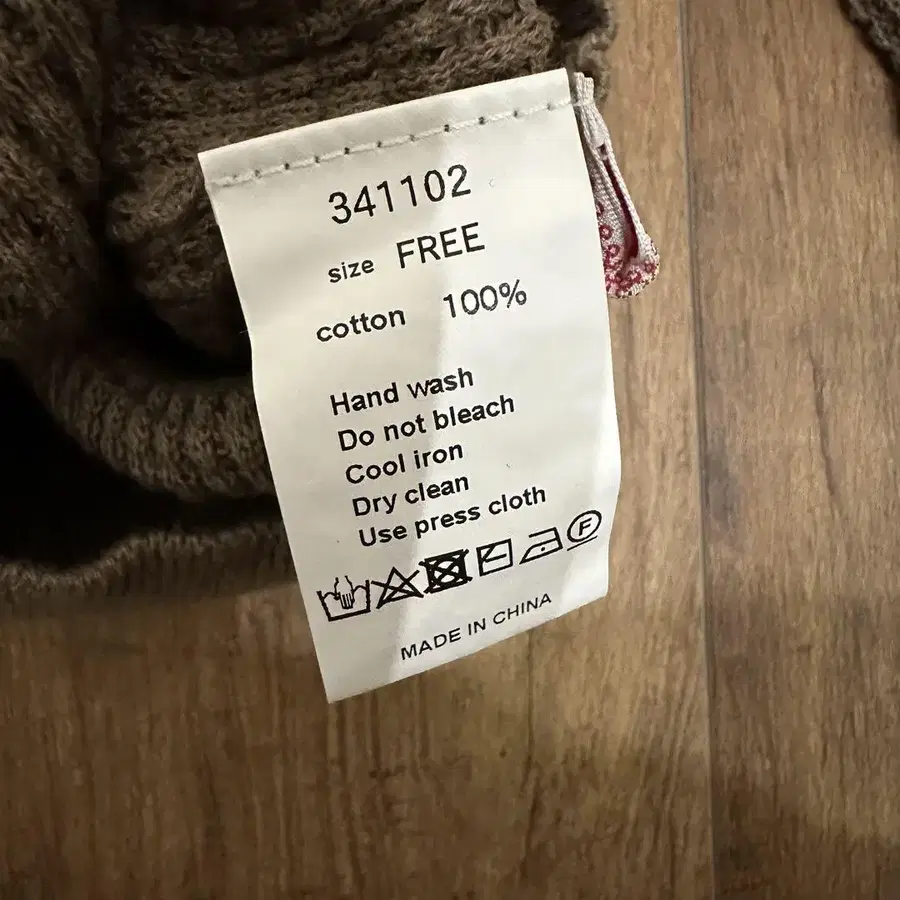 341102
size FREE
cotton 100%
Hand wash
Do not bleach
Cool iron
Dry clean
Use press cloth
F
MADE IN CHINA